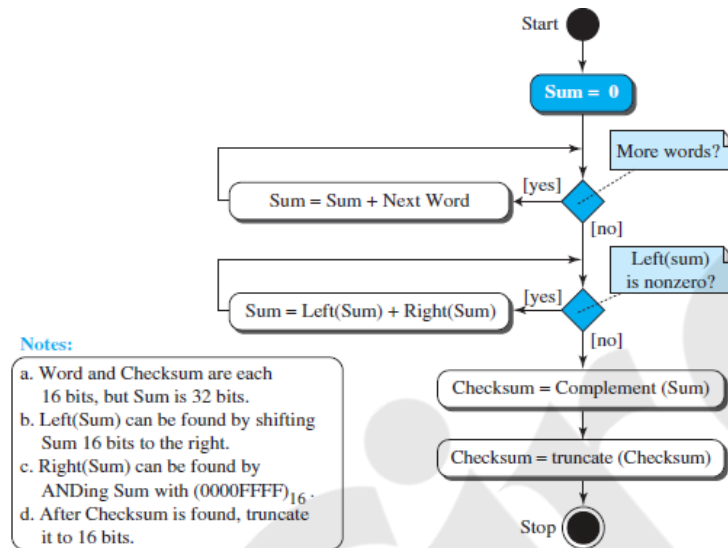 Start
Sum = 0
More words?
[yes]
Sum = Sum + Next Word
[no]
Left(sum)
is nonzero?
[yes]
Sum = Left(Sum) + Right(Sum)
[no]
Notes:
a. Word and Checksum are each
16 bits, but Sum is 32 bits.
b. Left(Sum) can be found by shifting
Sum 16 bits to the right.
c. Right(Sum) can be found by
ANDing Sum with (0000FFFF)16 .
d. After Checksum is found, truncate
it to 16 bits.
Checksum = Complement (Sum)
Checksum = truncate (Checksum)
Stop